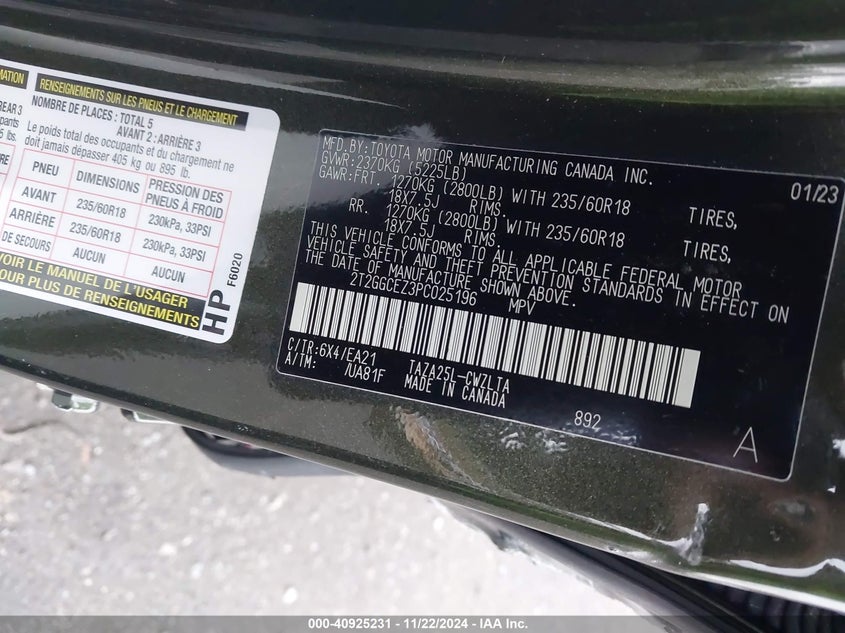 MATION
REAR 3
pants
5 lbs.
RENSEIGNEMENTS SUR LES PNEUS ET LE CHARGEMENT
NOMBRE DE PLACES : TOTAL 5
AVANT 2 : ARRIÈRE 3
Le poids total des occupants et du chargement ne
doit jamais dépasser 405 kg ou 895 lb.
PNEU DIMENSIONS PRESSION DES PNEUS À FROID
AVANT 235/60R18 230kPa, 33PSI
ARRIÈRE 235/60R18 230kPa, 33PSI
DE SECOURS AUCUN AUCUN
VOIR LE MANUEL DE L'USAGER
POUR PLUS DE RENSEIGNEMENTS
HP F6020
MFD.BY:TOYOTA MOTOR MANUFACTURING CANADA INC.
GVWR:2370KG (5225LB) 01/23
GAWR:FRT. 1270KG (2800LB) WITH 235/60R18 TIRES,
18X7.5J RIMS.
RR. 1270KG (2800LB) WITH 235/60R18 TIRES,
18X7.5J RIMS.
THIS VEHICLE CONFORMS TO ALL APPLICABLE FEDERAL MOTOR
VEHICLE SAFETY AND THEFT PREVENTION STANDARDS IN EFFECT ON
THE DATE OF MANUFACTURE SHOWN ABOVE.
2T2GGCEZ3PC025196 MPV
C/TR:6X4/EA21 TAZA25L-CWZLTA
A/TM: /UA81F MADE IN CANADA
892
A
000-40925231 - 11/22/2024 - IAA Inc.